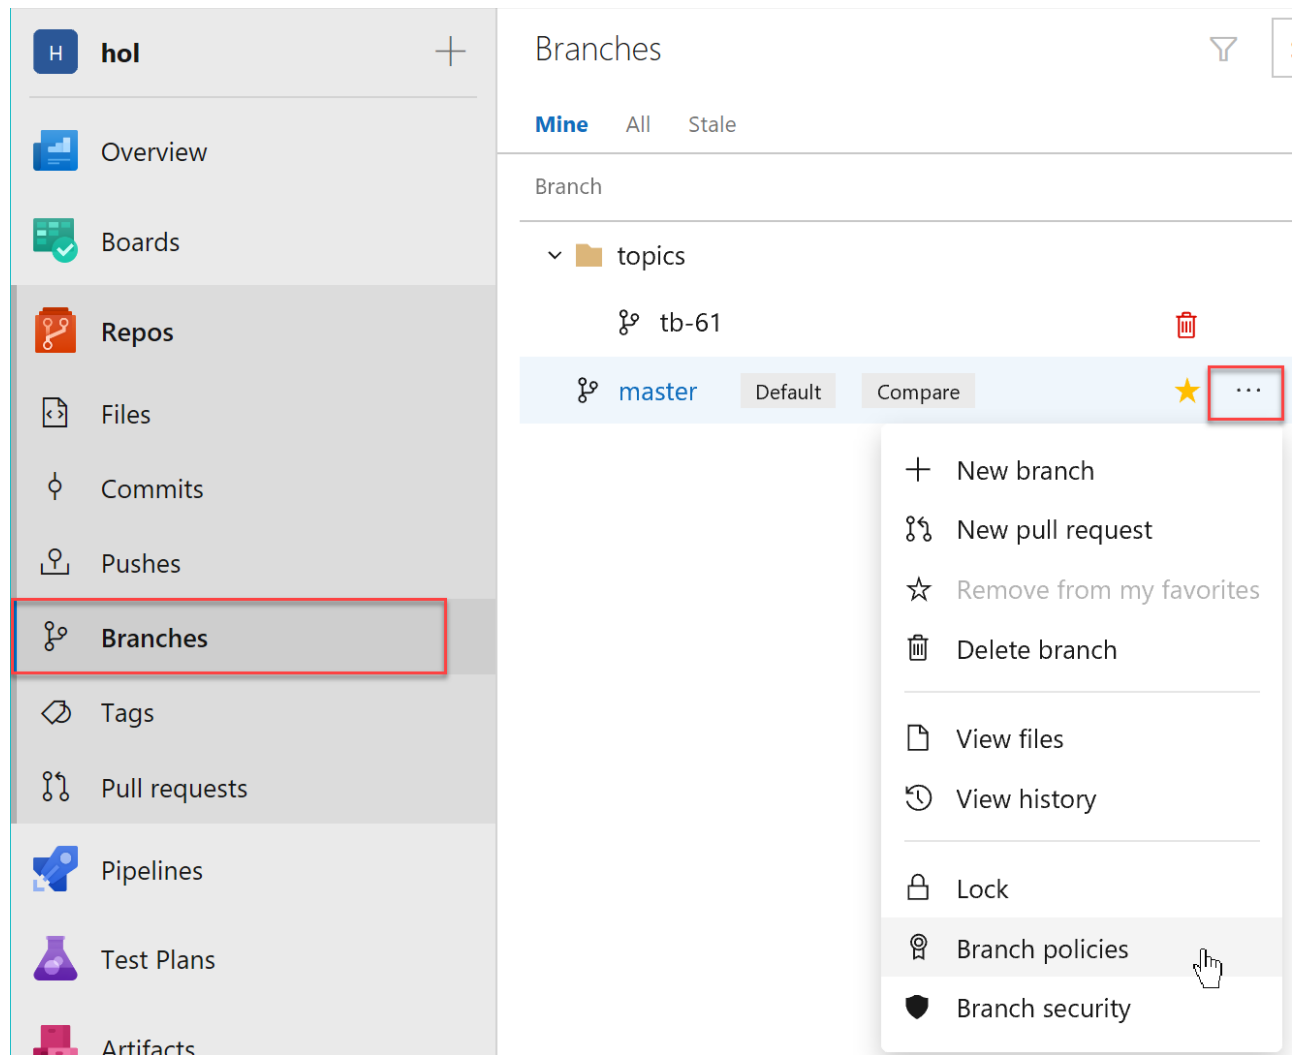 H hol
Overview
Boards
Repos
Files
Commits
Pushes
Branches
Tags
Pull requests
Pipelines
Test Plans
Artifacts
Branches
Mine All Stale
Branch
topics
tb-61
master Default Compare ...
New branch
New pull request
Remove from my favorites
Delete branch
View files
View history
Lock
Branch policies
Branch security